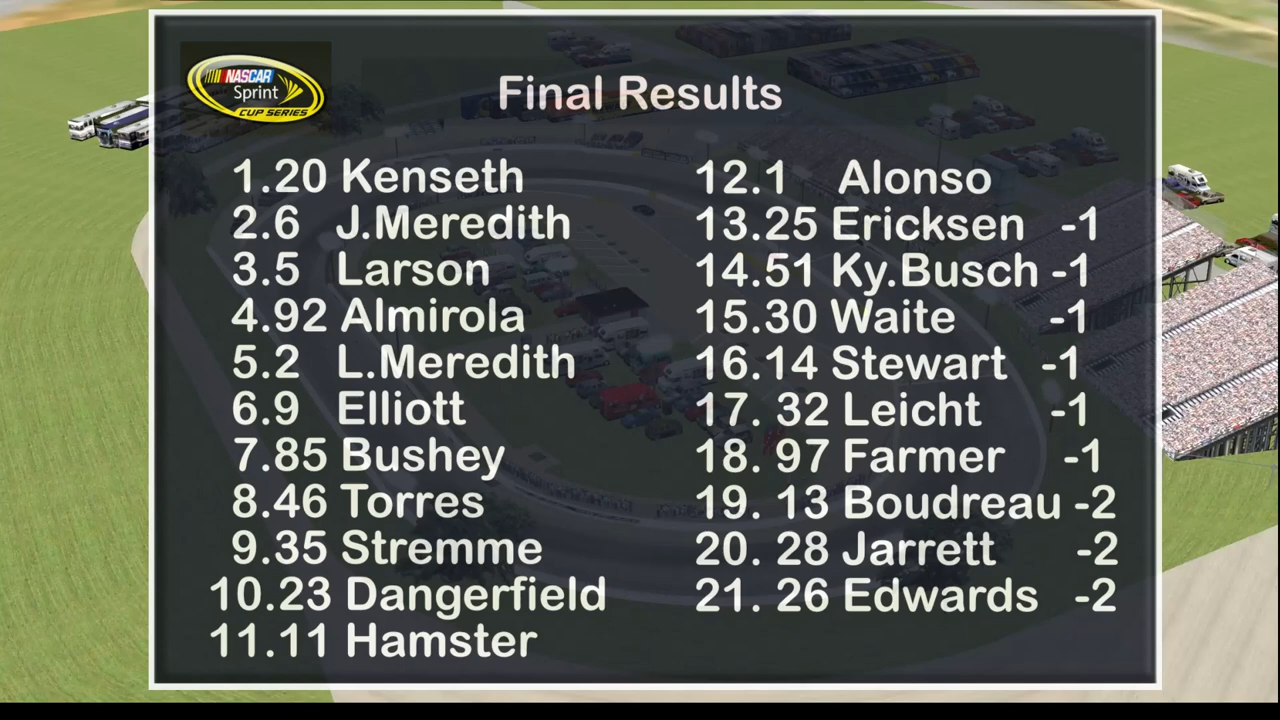 NASCAR
Sprint
CUP SERIES
Final Results
1.20 Kenseth
2.6 J.Meredith
3.5 Larson
4.92 Almirola
5.2 L.Meredith
6.9 Elliott
7.85 Bushey
8.46 Torres
9.35 Stremme
10.23 Dangerfield
11.11 Hamster
12.1 Alonso
13.25 Ericksen -1
14.51 Ky.Busch -1
15.30 Waite -1
16.14 Stewart -1
17. 32 Leicht -1
18. 97 Farmer -1
19. 13 Boudreau -2
20. 28 Jarrett -2
21. 26 Edwards -2